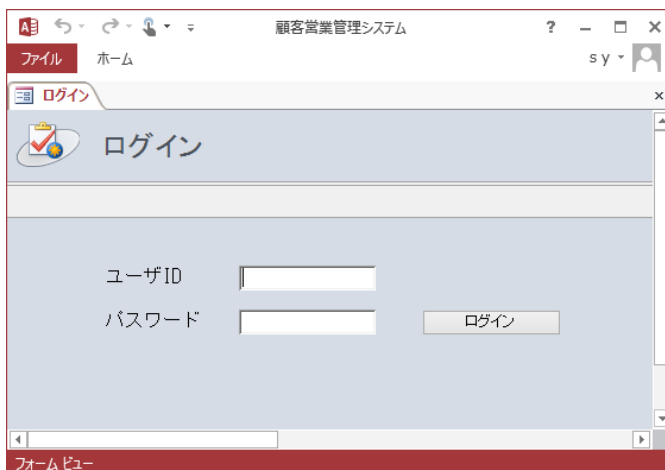 顧客営業管理システム
ファイル ホーム sy
ログイン
ログイン
ユーザID
パスワード ログイン
フォーム ビュー